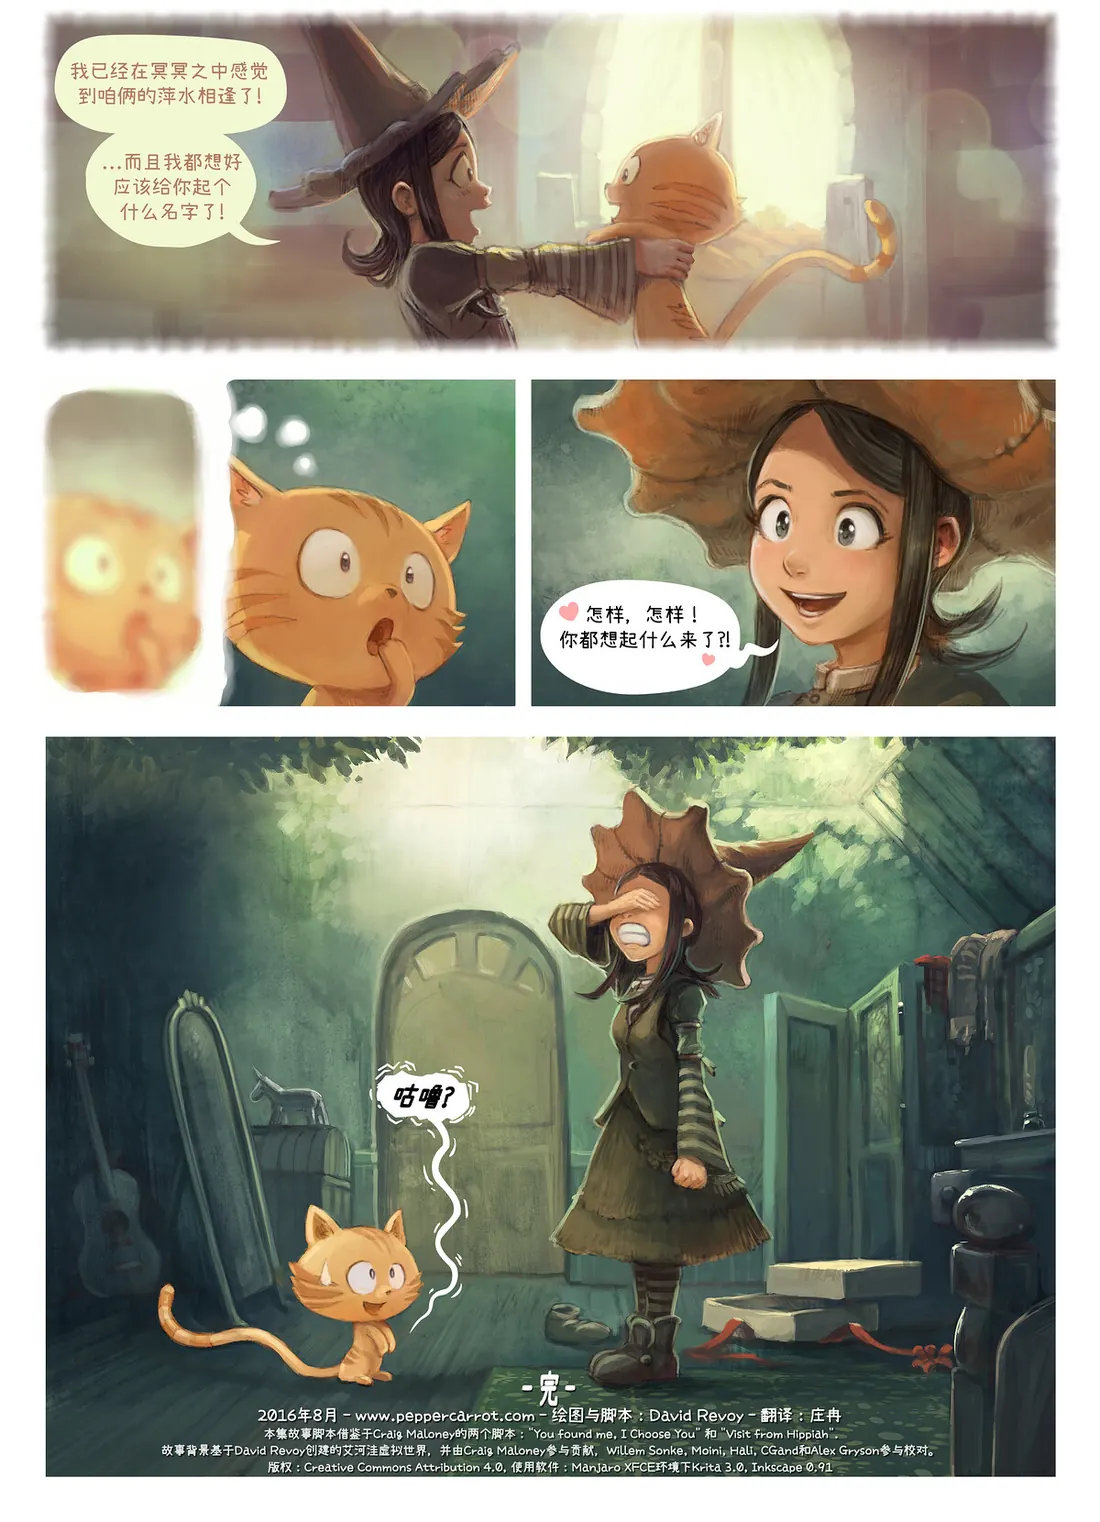 我已经在冥冥之中感觉
到咱俩的萍水相逢了!
...而且我都想好
应该给你起个
什么名字了!
怎样，怎样！
你都想起什么来了?!
咕噜?
-完-
2016年8月 - www.peppercarrot.com - 绘图与脚本：David Revoy - 翻译：庄冉
本集故事脚本借鉴于Craig Maloney的两个脚本："You found me, I Choose You" 和 "Visit from Hippiah".
故事背景基于David Revoy创建的艾河洼虚拟世界，并由Craig Maloney参与贡献，Willem Sonke, Moini, Hali, CGand和Alex Gryson参与校对。
版权：Creative Commons Attribution 4.0, 使用软件：Manjaro XFCE环境下Krita 3.0, Inkscape 0.91